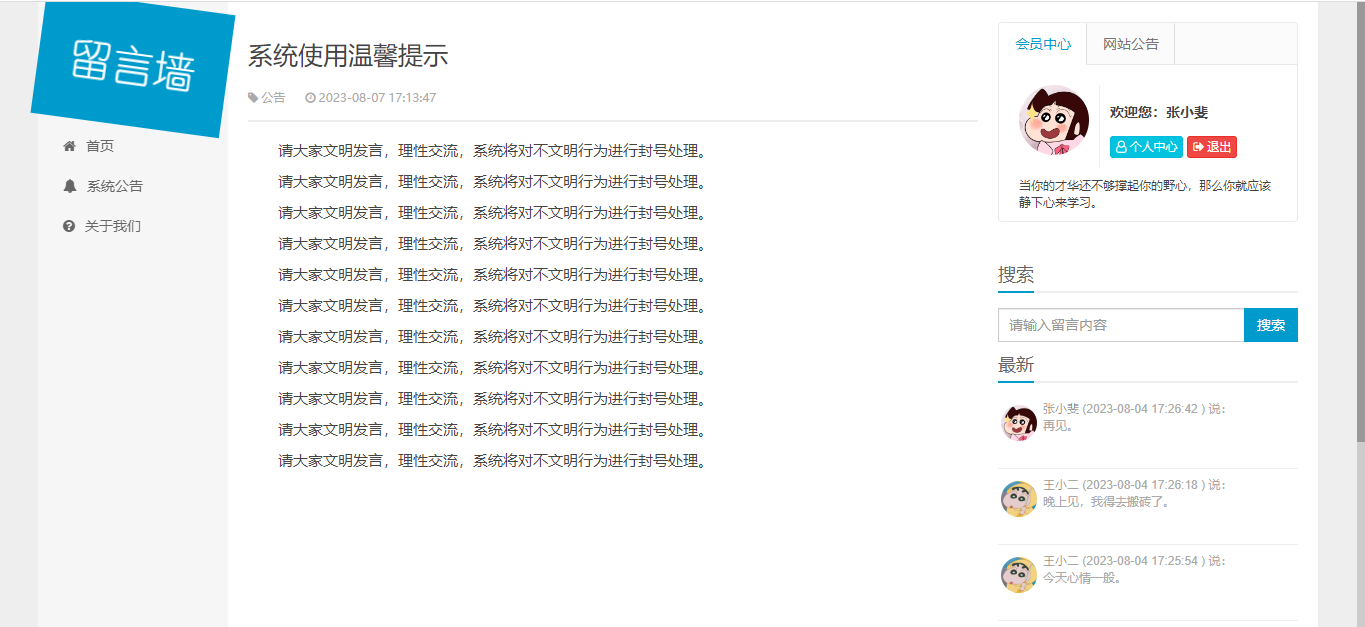 留言墙
首页
系统公告
关于我们
系统使用温馨提示
公告 2023-08-07 17:13:47
请大家文明发言，理性交流，系统将对不文明行为进行封号处理。
请大家文明发言，理性交流，系统将对不文明行为进行封号处理。
请大家文明发言，理性交流，系统将对不文明行为进行封号处理。
请大家文明发言，理性交流，系统将对不文明行为进行封号处理。
请大家文明发言，理性交流，系统将对不文明行为进行封号处理。
请大家文明发言，理性交流，系统将对不文明行为进行封号处理。
请大家文明发言，理性交流，系统将对不文明行为进行封号处理。
请大家文明发言，理性交流，系统将对不文明行为进行封号处理。
请大家文明发言，理性交流，系统将对不文明行为进行封号处理。
请大家文明发言，理性交流，系统将对不文明行为进行封号处理。
请大家文明发言，理性交流，系统将对不文明行为进行封号处理。
会员中心 网站公告
欢迎您：张小斐
个人中心 退出
当你的才华还不够撑起你的野心，那么你就应该
静下心来学习。
搜索
请输入留言内容 搜索
最新
张小斐 (2023-08-04 17:26:42 ) 说：
再见。
王小二 (2023-08-04 17:26:18 ) 说：
晚上见，我得去搬砖了。
王小二 (2023-08-04 17:25:54 ) 说：
今天心情一般。